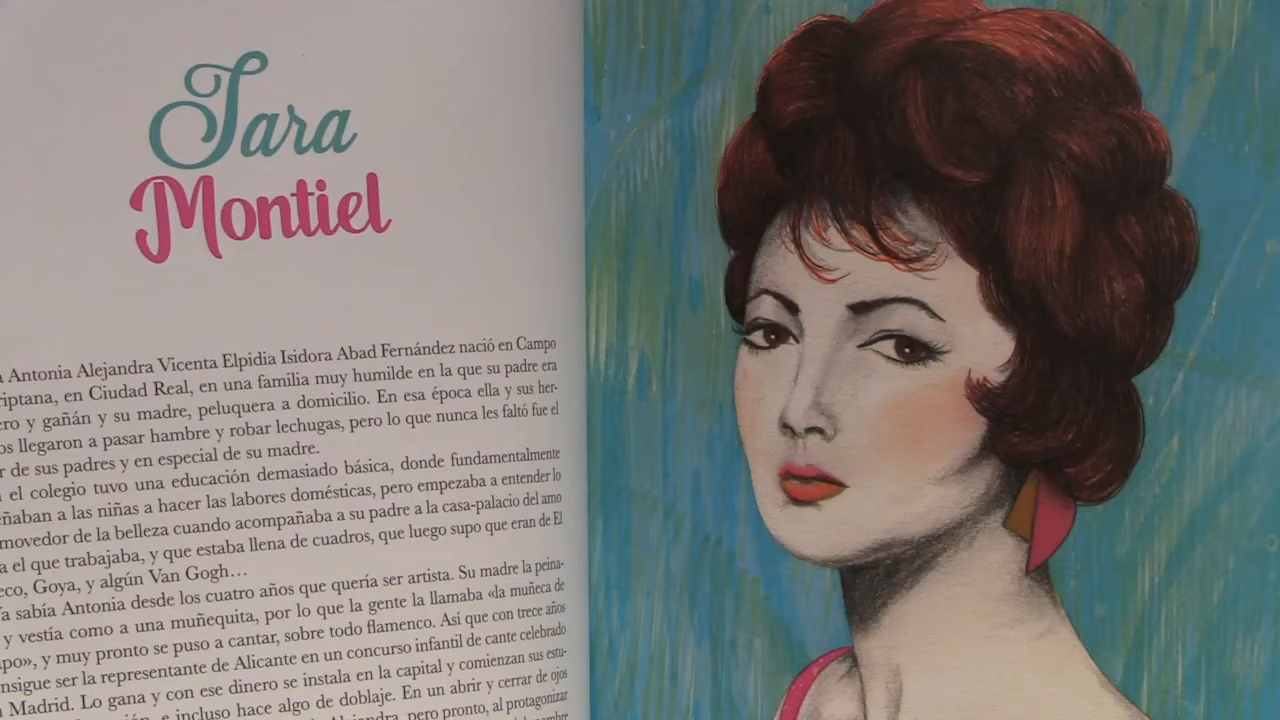 Sara
Montiel
Antonia Alejandra Vicenta Elpidia Isidora Abad Fernández nació en Campo
riptana, en Ciudad Real, en una familia muy humilde en la que su padre era
ero y gañán y su madre, peluquera a domicilio. En esa época ella y sus her-
os llegaron a pasar hambre y robar lechugas, pero lo que nunca les faltó fue el
r de sus padres y en especial de su madre.
el colegio tuvo una educación demasiado básica, donde fundamentalmente
eñaban a las niñas a hacer las labores domésticas, pero empezaba a entender lo
movedor de la belleza cuando acompañaba a su padre a la casa-palacio del amo
a el que trabajaba, y que estaba llena de cuadros, que luego supo que eran de El
eco, Goya, y algún Van Gogh…
Ya sabía Antonia desde los cuatro años que quería ser artista. Su madre la peina-
y vestía como a una muñequita, por lo que la gente la llamaba «la muñeca de
po», y muy pronto se puso a cantar, sobre todo flamenco. Así que con trece años
nsigue ser la representante de Alicante en un concurso infantil de cante celebrado
Madrid. Lo gana y con ese dinero se instala en la capital y comienzan sus estu-
e incluso hace algo de doblaje. En un abrir y cerrar de ojos
Alejandra, pero pronto, al protagonizar